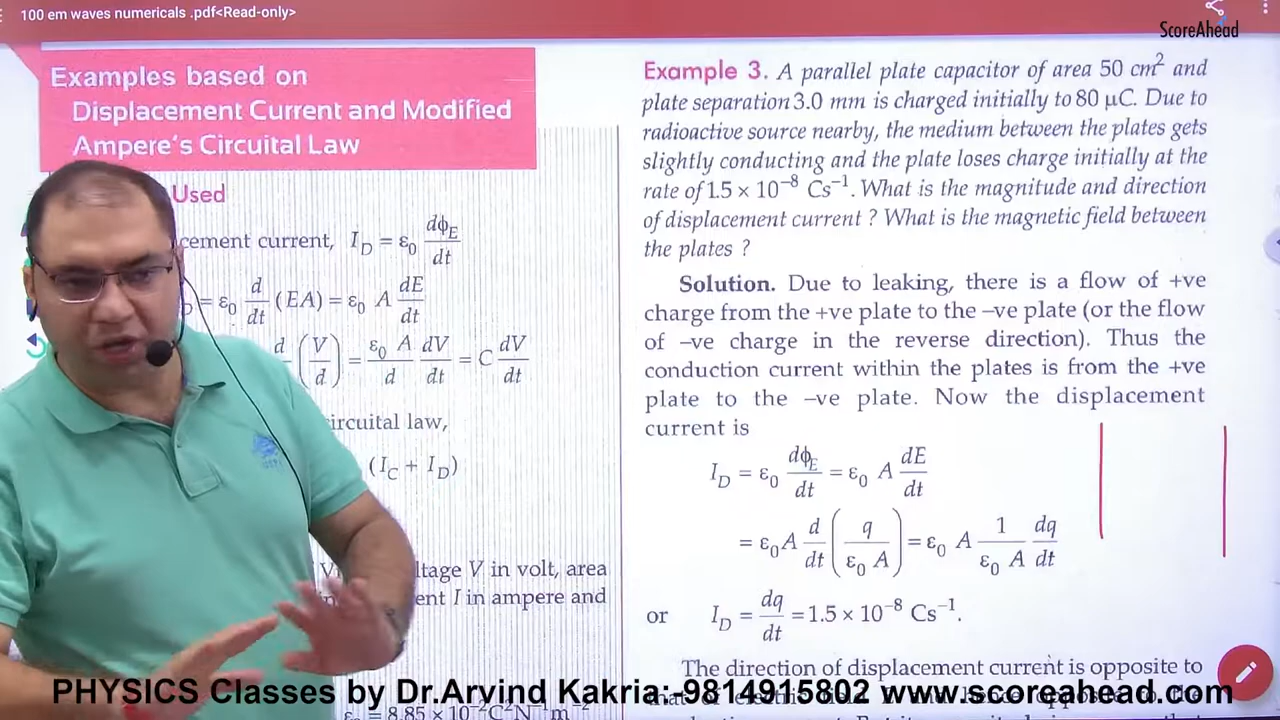 100 em waves numericals .pdf<Read-only>
ScoreAhead
Examples based on
Displacement Current and Modified
Ampere's Circuital Law
Used
cement current, I_D = ε₀ dφ_E/dt
= ε₀ d/dt (EA) = ε₀ A dE/dt
d/dt (V/d) = ε₀ A/d dV/dt = C dV/dt
ircuital law,
(I_C + I_D)
ltage V in volt, area
ent I in ampere and
ε₀ = 8.85 × 10⁻¹²C²N⁻¹m⁻²
Example 3. A parallel plate capacitor of area 50 cm² and
plate separation 3.0 mm is charged initially to 80 μC. Due to
radioactive source nearby, the medium between the plates gets
slightly conducting and the plate loses charge initially at the
rate of 1.5 × 10⁻⁸ Cs⁻¹. What is the magnitude and direction
of displacement current ? What is the magnetic field between
the plates ?
Solution. Due to leaking, there is a flow of +ve
charge from the +ve plate to the –ve plate (or the flow
of –ve charge in the reverse direction). Thus the
conduction current within the plates is from the +ve
plate to the –ve plate. Now the displacement
current is
I_D = ε₀ dφ_E/dt = ε₀ A dE/dt
= ε₀A d/dt (q/ε₀ A) = ε₀ A 1/ε₀ A dq/dt
or I_D = dq/dt = 1.5 × 10⁻⁸ Cs⁻¹.
The direction of displacement current is opposite to
PHYSICS Classes by Dr.Arvind Kakria:-9814915802 www.scoreahead.com